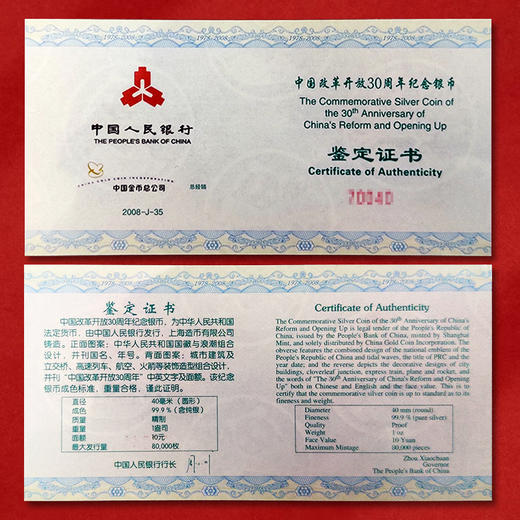 1978-2008
1978-2008
1978-2008
中国人民银行
THE PEOPLE'S BANK OF CHINA
CHINA GOLD COIN INCORPORATION
中国金币总公司
总经销
2008-J-35
中国改革开放30周年纪念银币
The Commemorative Silver Coin of
the 30th Anniversary of
China's Reform and Opening Up
鉴定证书
Certificate of Authenticity
70040
鉴定证书
中国改革开放30周年纪念银币，为中华人民共和国
法定货币，由中国人民银行发行，上海造币有限公司
铸造。正面图案：中华人民共和国国徽与浪潮组合
设计，并刊国名、年号。背面图案：城市建筑及
立交桥、高速列车、航空、火箭等装饰造型组合设计，
并刊“中国改革开放30周年”中英文字及面额。该纪念
银币成色标准，重量合格，谨此证明。
直径 40毫米（圆形）
成色 99.9%（含纯银）
质量 精制
重量 1盎司
面额 10元
最大发行量 80,000枚
中国人民银行行长
Certificate of Authenticity
The Commemorative Silver Coin of the 30th Anniversary of China's
Reform and Opening Up is legal tender of the People's Republic of
China, issued by the People's Bank of China, minted by Shanghai
Mint, and solely distributed by China Gold Coin Incorporation. The
obverse features the combined design of the national emblem of the
People's Republic of China and tidal waves, the title of PRC and the
year date; and the reverse depicts the decorative designs of city
buildings, cloverleaf junction, express train, plane and rocket, and
the words of "The 30th Anniversary of China's Reform and Opening
Up" both in Chinese and English and the face value. This is to certify
that the commemorative silver coin is up to standard as to its
fineness and weight.
Diameter 40 mm (round)
Fineness 99.9 % (pure silver)
Quality Proof
Weight 1 oz
Face Value 10 Yuan
Maximum Mintage 80,000 pieces
Zhou Xiaochuan
Governor
The People's Bank of China